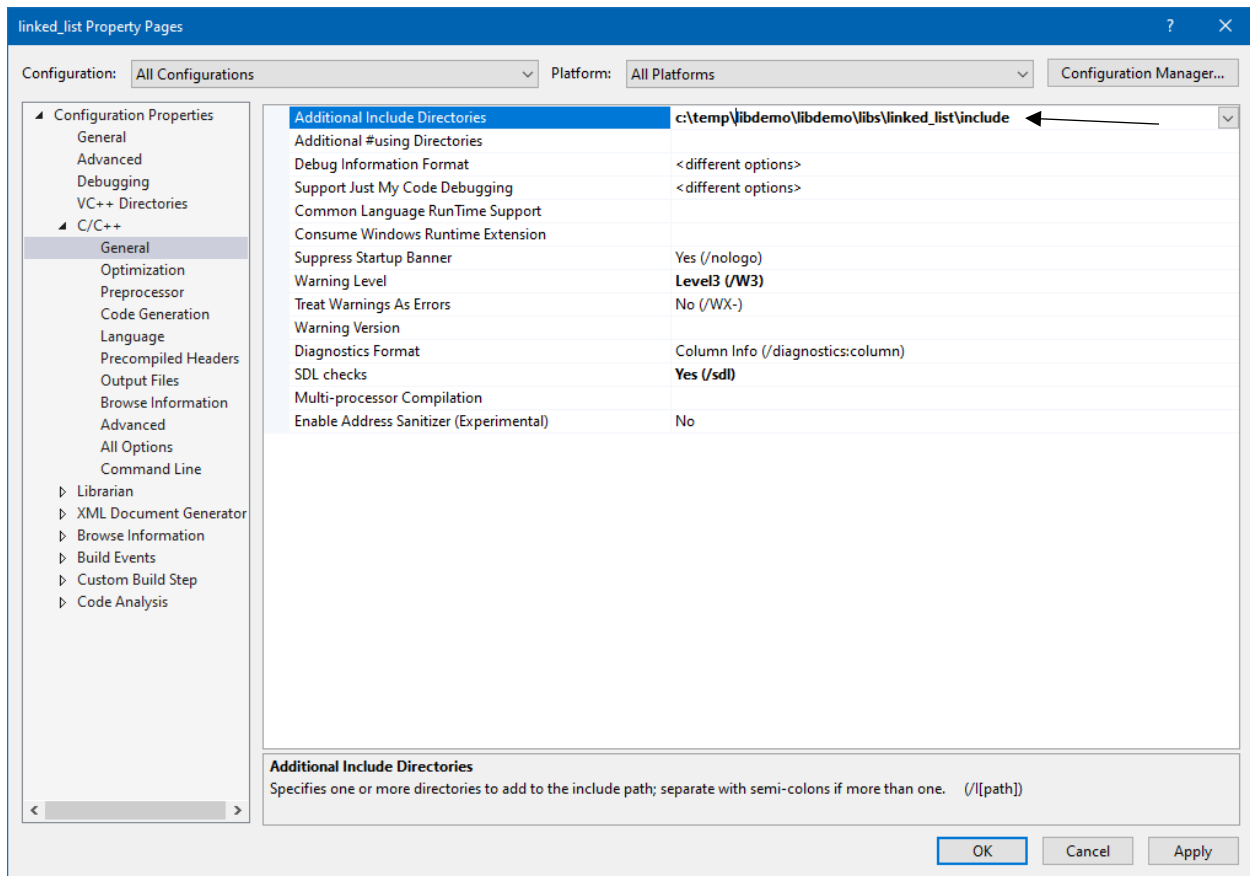 linked_list Property Pages
Configuration: All Configurations Platform: All Platforms Configuration Manager...
Configuration Properties
General
Advanced
Debugging
VC++ Directories
C/C++
General
Optimization
Preprocessor
Code Generation
Language
Precompiled Headers
Output Files
Browse Information
Advanced
All Options
Command Line
Librarian
XML Document Generator
Browse Information
Build Events
Custom Build Step
Code Analysis
Additional Include Directories c:\temp\libdemo\libdemo\libs\linked_list\include
Additional #using Directories
Debug Information Format <different options>
Support Just My Code Debugging <different options>
Common Language RunTime Support
Consume Windows Runtime Extension
Suppress Startup Banner Yes (/nologo)
Warning Level Level3 (/W3)
Treat Warnings As Errors No (/WX-)
Warning Version
Diagnostics Format Column Info (/diagnostics:column)
SDL checks Yes (/sdl)
Multi-processor Compilation
Enable Address Sanitizer (Experimental) No
Additional Include Directories
Specifies one or more directories to add to the include path; separate with semi-colons if more than one. (/I[path])
OK Cancel Apply